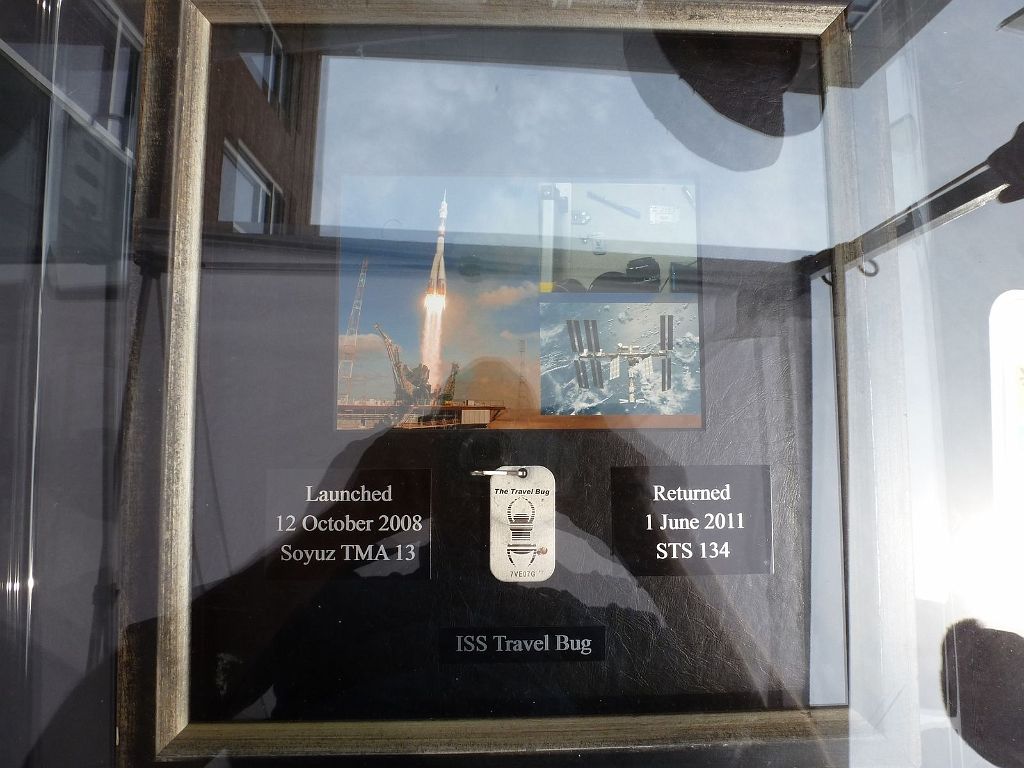 Launched
12 October 2008
Soyuz TMA 13
The Travel Bug
7VE07G
Returned
1 June 2011
STS 134
ISS Travel Bug